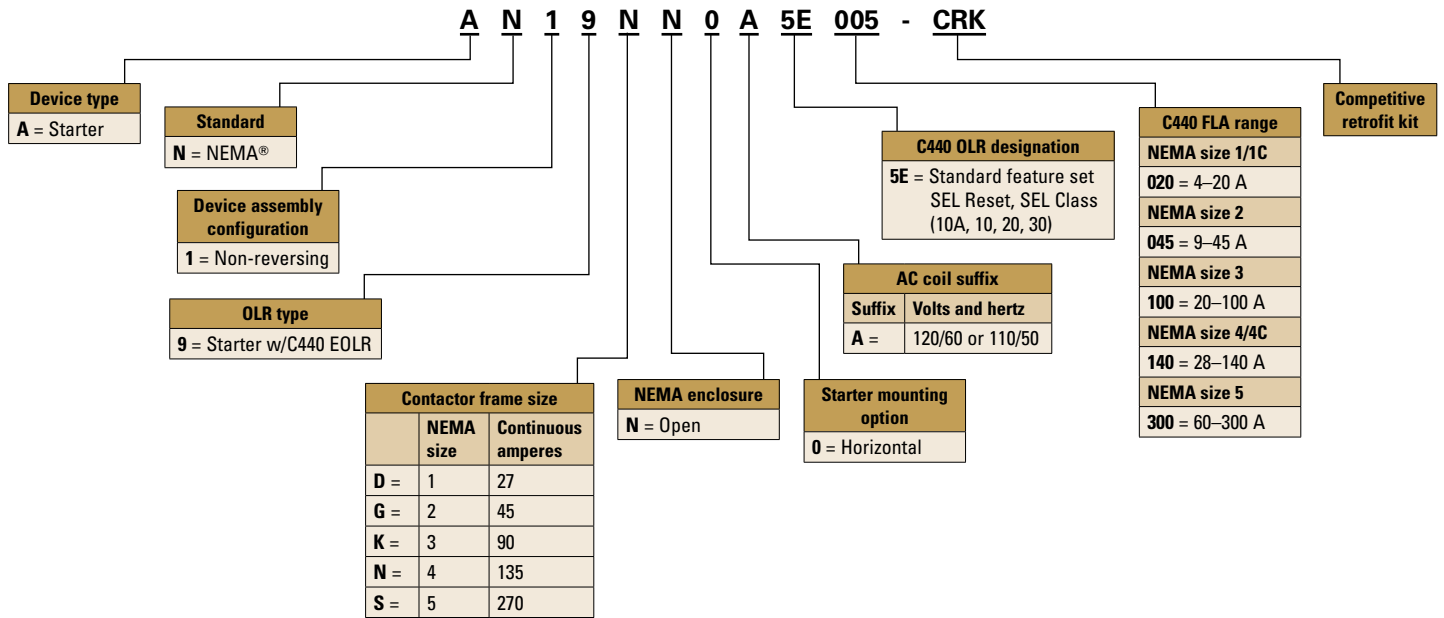 A N 1 9 N N 0 A 5E 005 - CRK
Device type
A = Starter
Standard
N = NEMA®
Device assembly
configuration
1 = Non-reversing
OLR type
9 = Starter w/C440 EOLR
Contactor frame size
NEMA size Continuous amperes
D = 1 27
G = 2 45
K = 3 90
N = 4 135
S = 5 270
NEMA enclosure
N = Open
Starter mounting
option
0 = Horizontal
AC coil suffix
Suffix Volts and hertz
A = 120/60 or 110/50
C440 OLR designation
5E = Standard feature set
SEL Reset, SEL Class
(10A, 10, 20, 30)
C440 FLA range
NEMA size 1/1C
020 = 4–20 A
NEMA size 2
045 = 9–45 A
NEMA size 3
100 = 20–100 A
NEMA size 4/4C
140 = 28–140 A
NEMA size 5
300 = 60–300 A
Competitive
retrofit kit